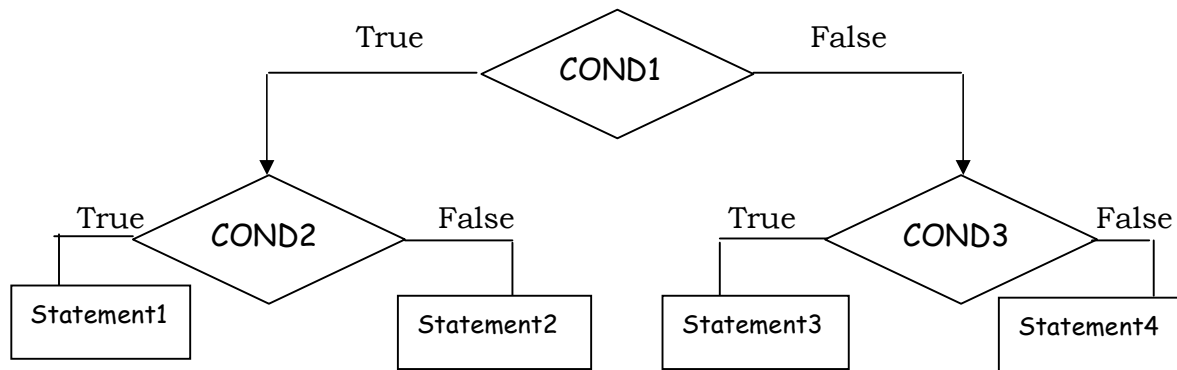 True
False
COND1
True
COND2
False
True
COND3
False
Statement1
Statement2
Statement3
Statement4